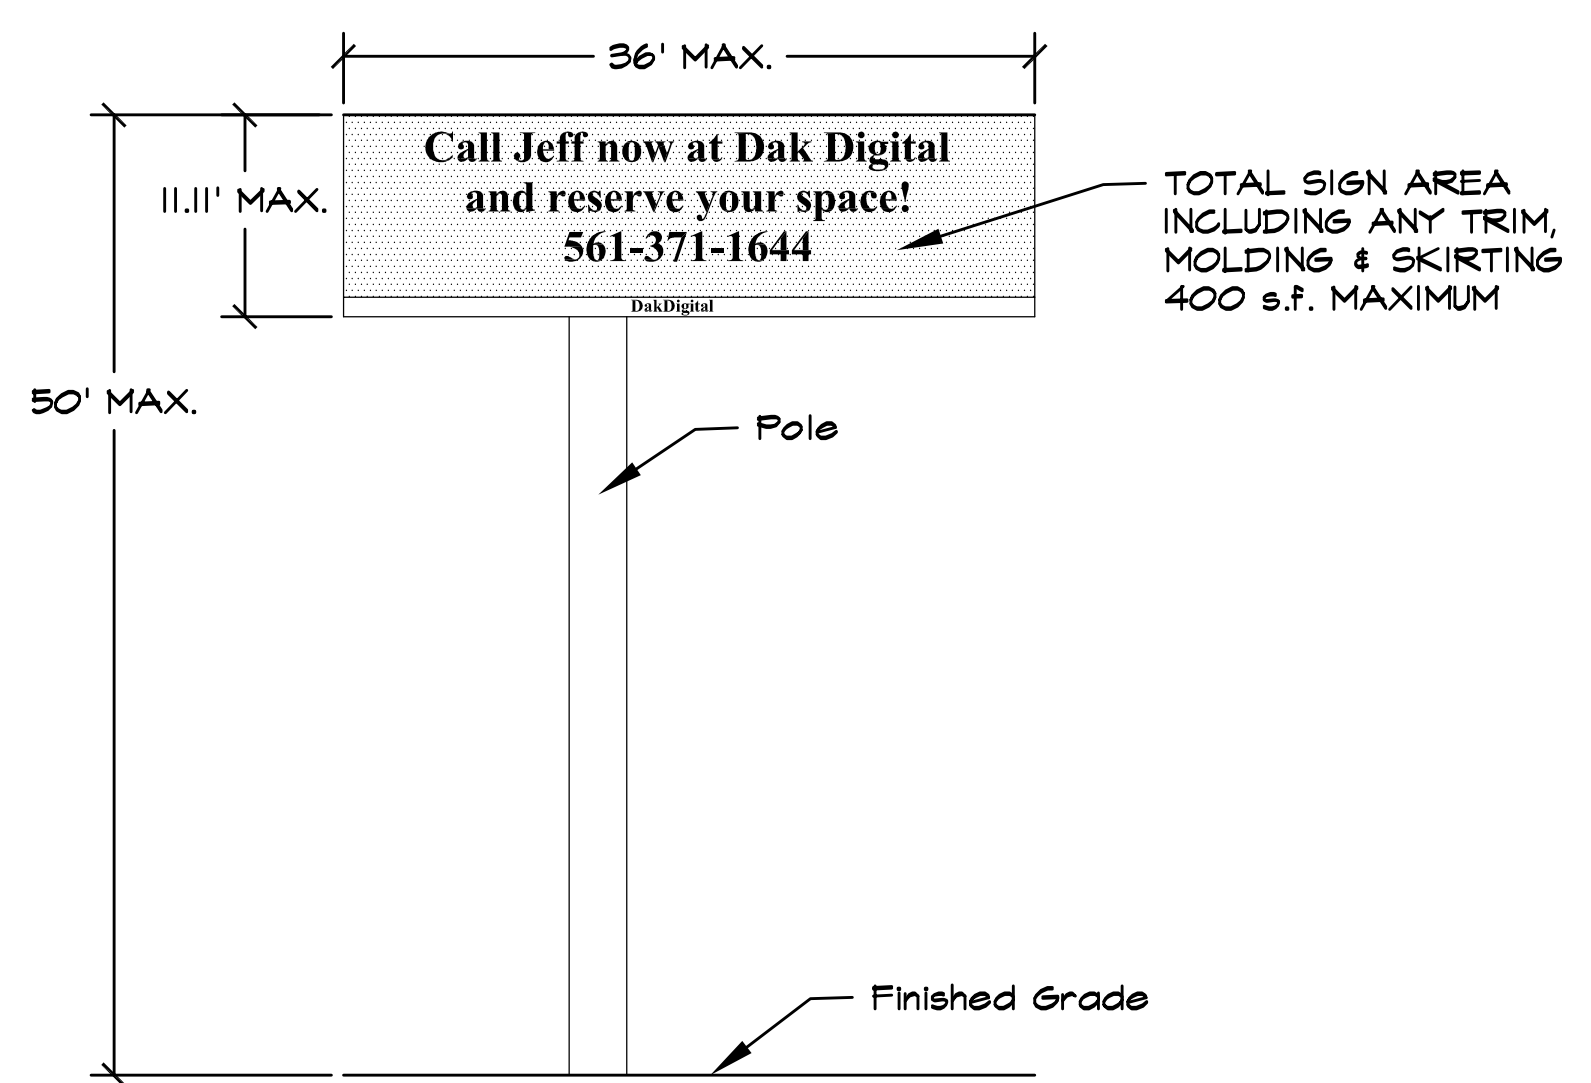 36' MAX.
Call Jeff now at Dak Digital
and reserve your space!
561-371-1644
DakDigital
11.11' MAX.
TOTAL SIGN AREA
INCLUDING ANY TRIM,
MOLDING & SKIRTING
400 s.f. MAXIMUM
50' MAX.
Pole
Finished Grade